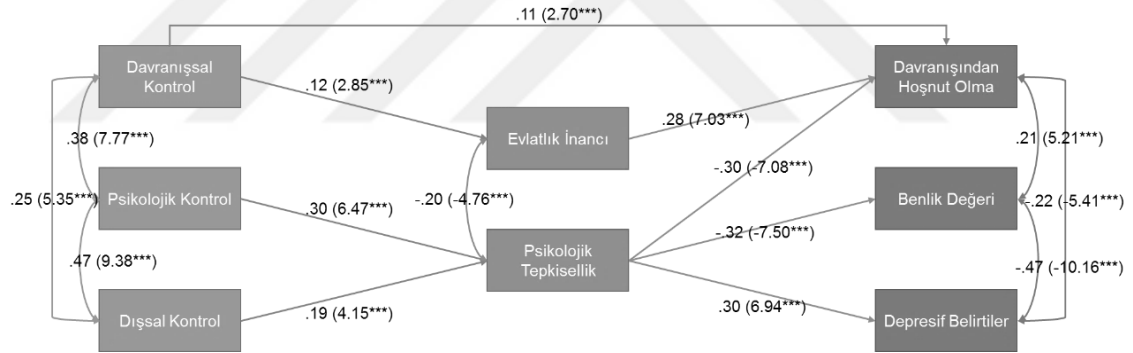 .11 (2.70***)
Davranışsal
Kontrol
Davranışından
Hoşnut Olma
.12 (2.85***)
.28 (7.03***)
Evlatlık İnancı
.38 (7.77***)
.21 (5.21***)
-.30 (-7.08***)
.25 (5.35***)
Psikolojik Kontrol
.30 (6.47***)
-.20 (-4.76***)
Benlik Değeri
-.22 (-5.41***)
-.32 (-7.50***)
Psikolojik
Tepkisellik
.47 (9.38***)
-.47 (-10.16***)
Dışsal Kontrol
.19 (4.15***)
.30 (6.94***)
Depresif Belirtiler